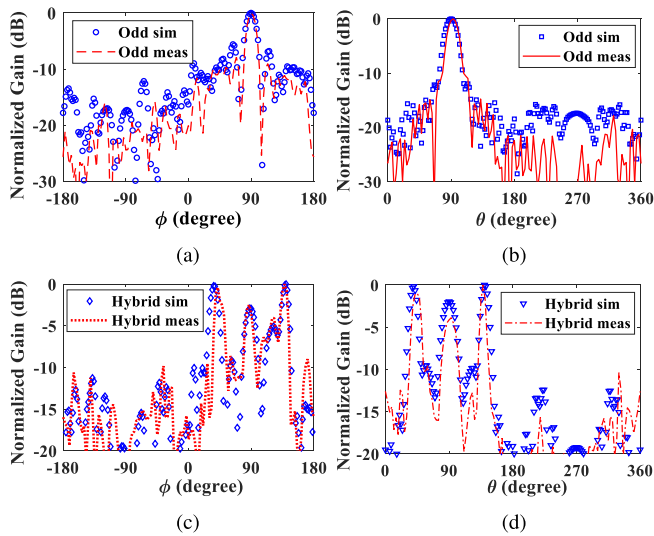 Normalized Gain (dB)
0
-10
-20
-30
-180
-90
0
90
180
Odd sim
Odd meas
ϕ (degree)
(a)
Normalized Gain (dB)
0
-10
-20
-30
0
90
180
270
360
Odd sim
Odd meas
θ (degree)
(b)
Normalized Gain (dB)
0
-5
-10
-15
-20
-180
-90
0
90
180
Hybrid sim
Hybrid meas
ϕ (degree)
(c)
Normalized Gain (dB)
0
-5
-10
-15
-20
0
90
180
270
360
Hybrid sim
Hybrid meas
θ (degree)
(d)